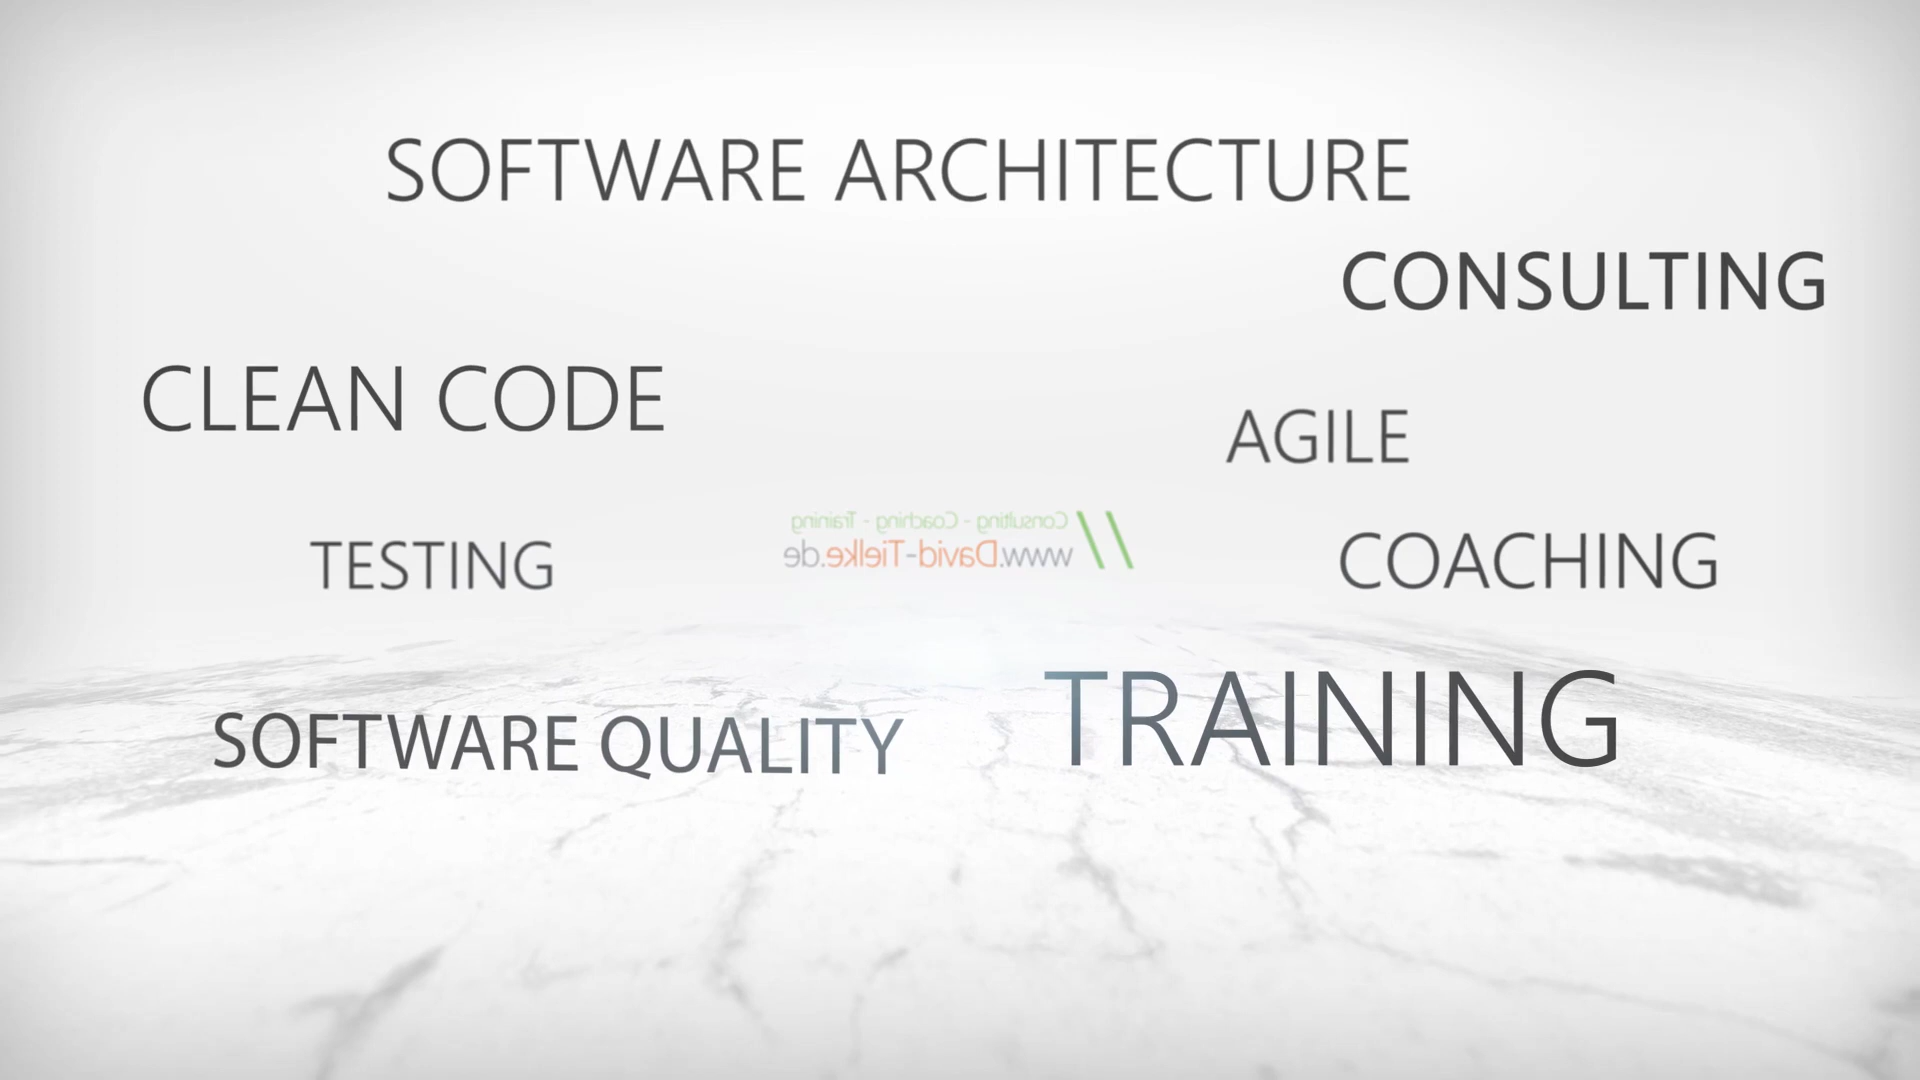 SOFTWARE ARCHITECTURE
CONSULTING
CLEAN CODE
AGILE
Consulting - Coaching - Training
www.David-Tielke.de
TESTING
COACHING
TRAINING
SOFTWARE QUALITY